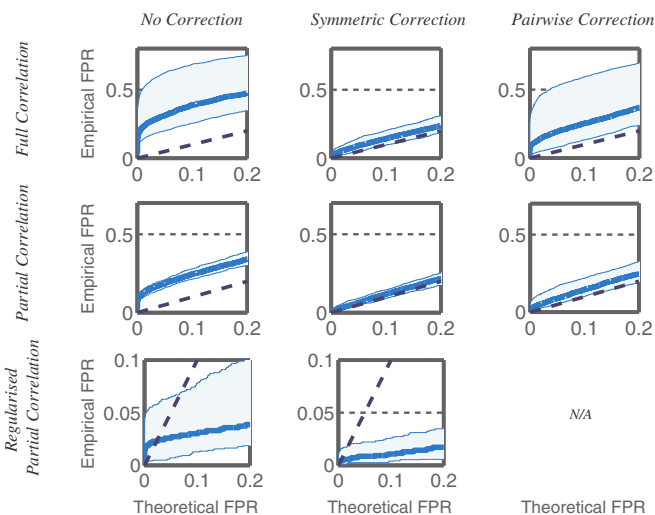 No Correction Symmetric Correction Pairwise Correction
Full Correlation
Empirical FPR
0.5
0
0 0.1 0.2
0.5
0
0 0.1 0.2
0.5
0
0 0.1 0.2
Partial Correlation
Empirical FPR
0.5
0
0 0.1 0.2
0.5
0
0 0.1 0.2
0.5
0
0 0.1 0.2
Regularised
Partial Correlation
Empirical FPR
0.1
0.05
0
0 0.1 0.2
0.1
0.05
0
0 0.1 0.2
N/A
Theoretical FPR Theoretical FPR Theoretical FPR